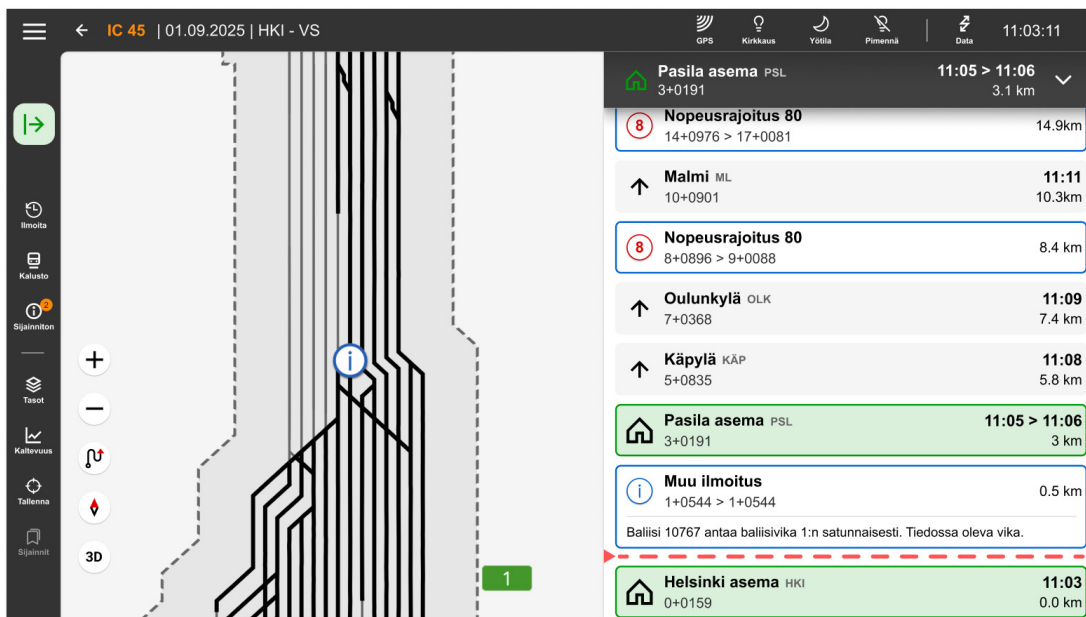 IC 45 | 01.09.2025 | HKI - VS
GPS
Kirkkaus
Yötila
Pimennä
Data
11:03:11
Ilmoita
Kalusto
2
Sijainniton
Tasot
Kaltevuus
Tallenna
Sijainnit
+
−
3D
i
1
Pasila asema PSL 11:05 > 11:06
3+0191 3.1 km
8 Nopeusrajoitus 80 14.9km
14+0976 > 17+0081
Malmi ML 11:11
10+0901 10.3km
8 Nopeusrajoitus 80 8.4 km
8+0896 > 9+0088
Oulunkylä OLK 11:09
7+0368 7.4 km
Käpylä KÄP 11:08
5+0835 5.8 km
Pasila asema PSL 11:05 > 11:06
3+0191 3 km
i Muu ilmoitus 0.5 km
1+0544 > 1+0544
Baliisi 10767 antaa baliisivika 1:n satunnaisesti. Tiedossa oleva vika.
Helsinki asema HKI 11:03
0+0159 0.0 km